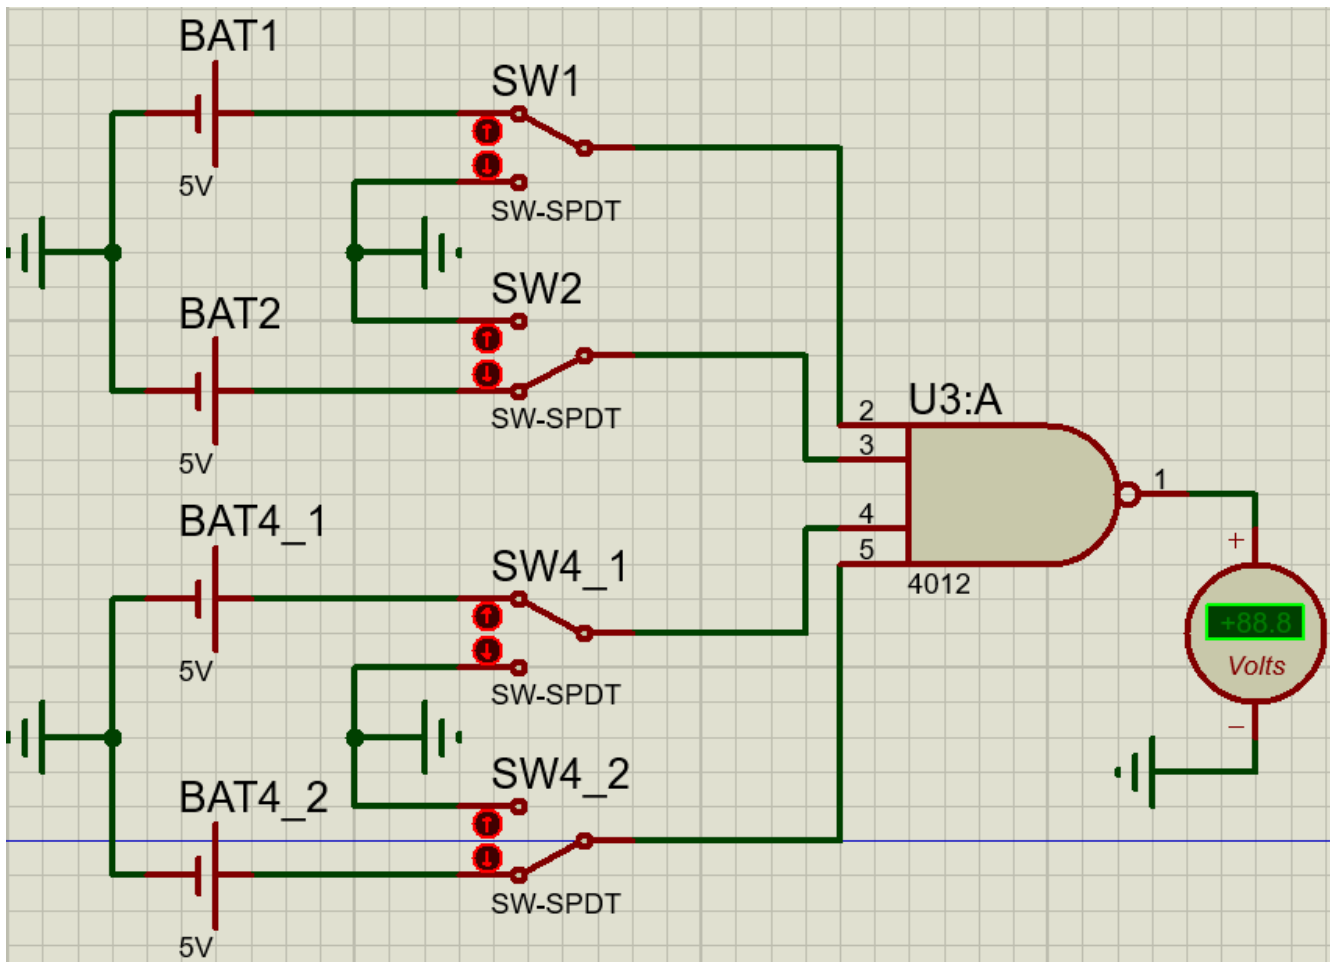 BAT1
SW1
5V
SW-SPDT
SW2
BAT2
SW-SPDT
5V
U3:A
2
3
4
5
1
4012
+
+88.8
Volts
−
BAT4_1
SW4_1
5V
SW-SPDT
SW4_2
BAT4_2
SW-SPDT
5V